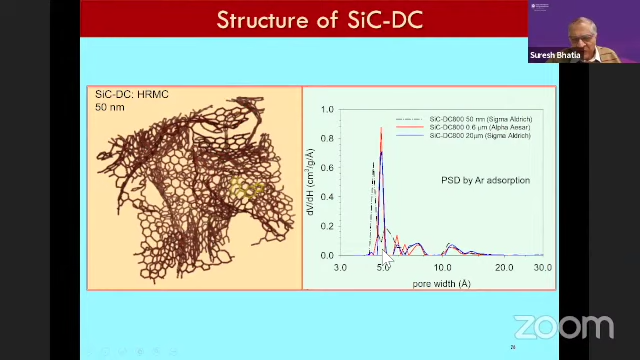 Structure of SiC-DC
Suresh Bhatia
SiC-DC: HRMC
50 nm
SiC-DC800 50 nm (Sigma Aldrich)
SiC-DC800 0.6 μm (Alpha Aesar)
SiC-DC800 20μm (Sigma Aldrich)
PSD by Ar adsorption
dV/dH (cm³/g/Å)
1.0
0.8
0.6
0.4
0.2
0.0
3.0 5.0 10.0 20.0 30.0
pore width (Å)
zoom